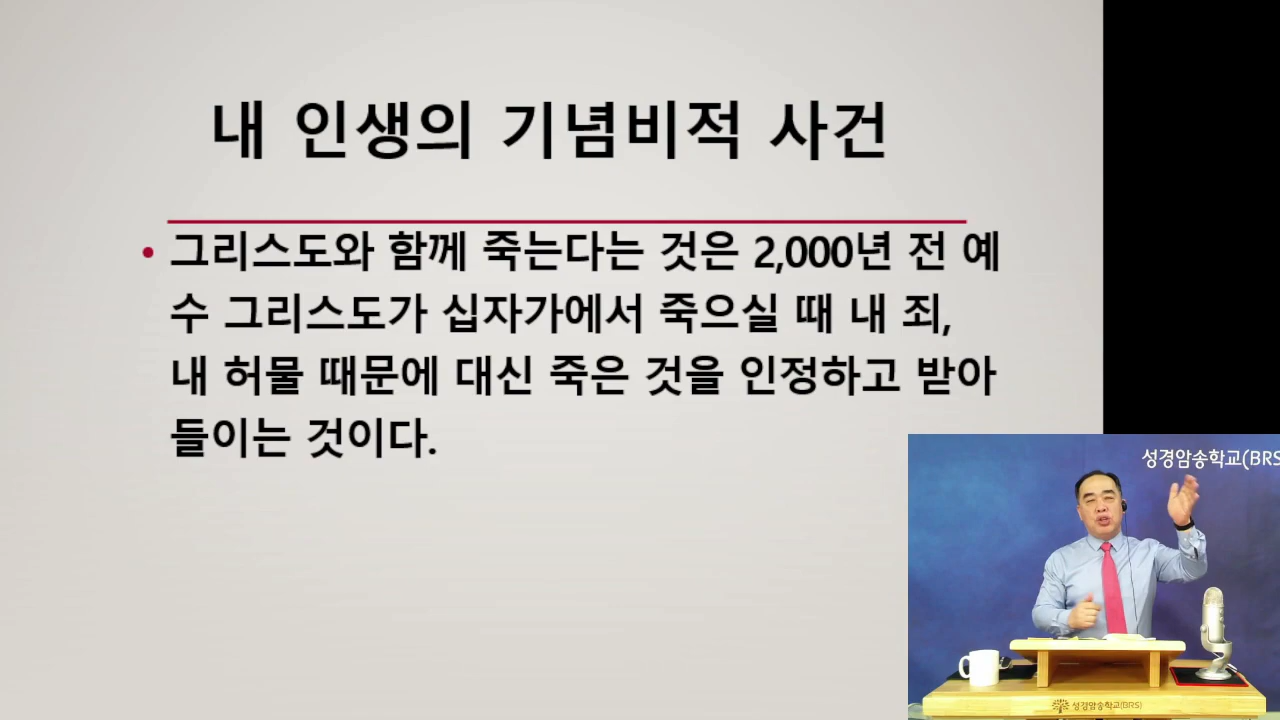 내 인생의 기념비적 사건
• 그리스도와 함께 죽는다는 것은 2,000년 전 예
수 그리스도가 십자가에서 죽으실 때 내 죄,
내 허물 때문에 대신 죽은 것을 인정하고 받아
들이는 것이다.
성경암송학교(BRS
성경암송학교(BRS)